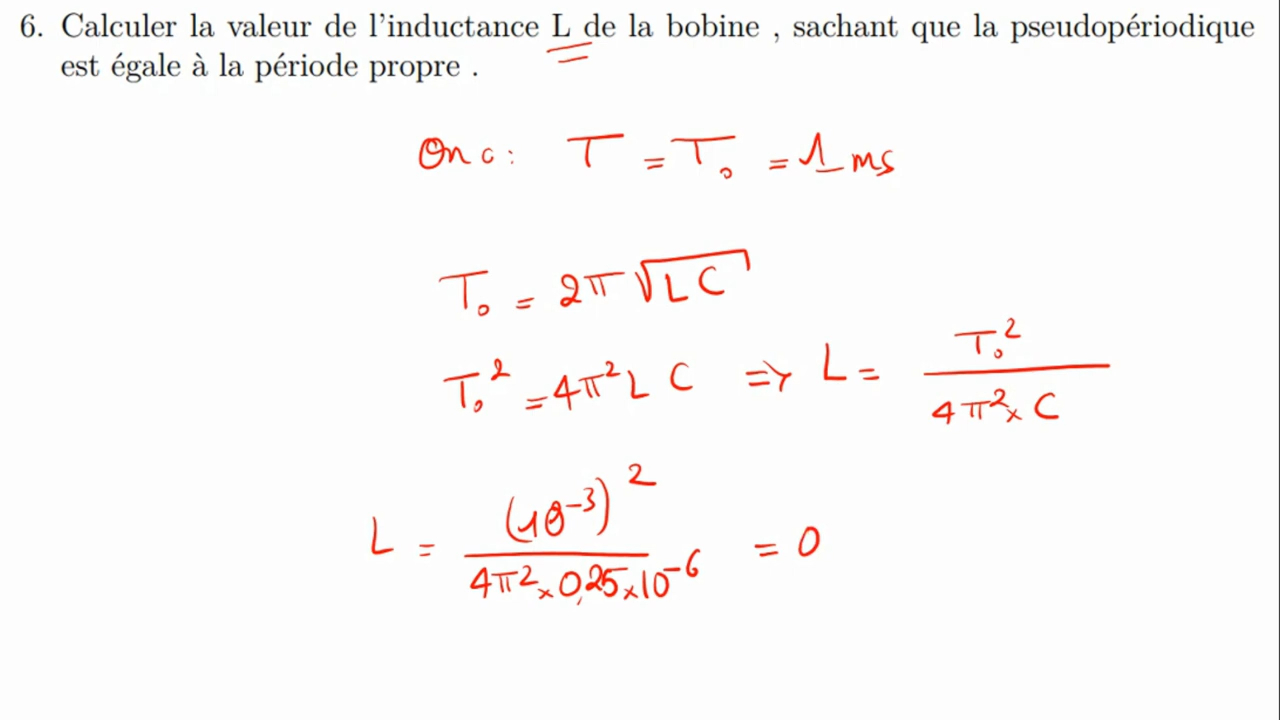 6. Calculer la valeur de l'inductance L de la bobine , sachant que la pseudopériodique
est égale à la période propre .
On a : T = T₀ = 1 ms
T₀ = 2π √LC
T₀² = 4π² L C => L = T₀² / 4π² × C
L = (10⁻³)² / 4π² × 0,25 × 10⁻⁶ = 0